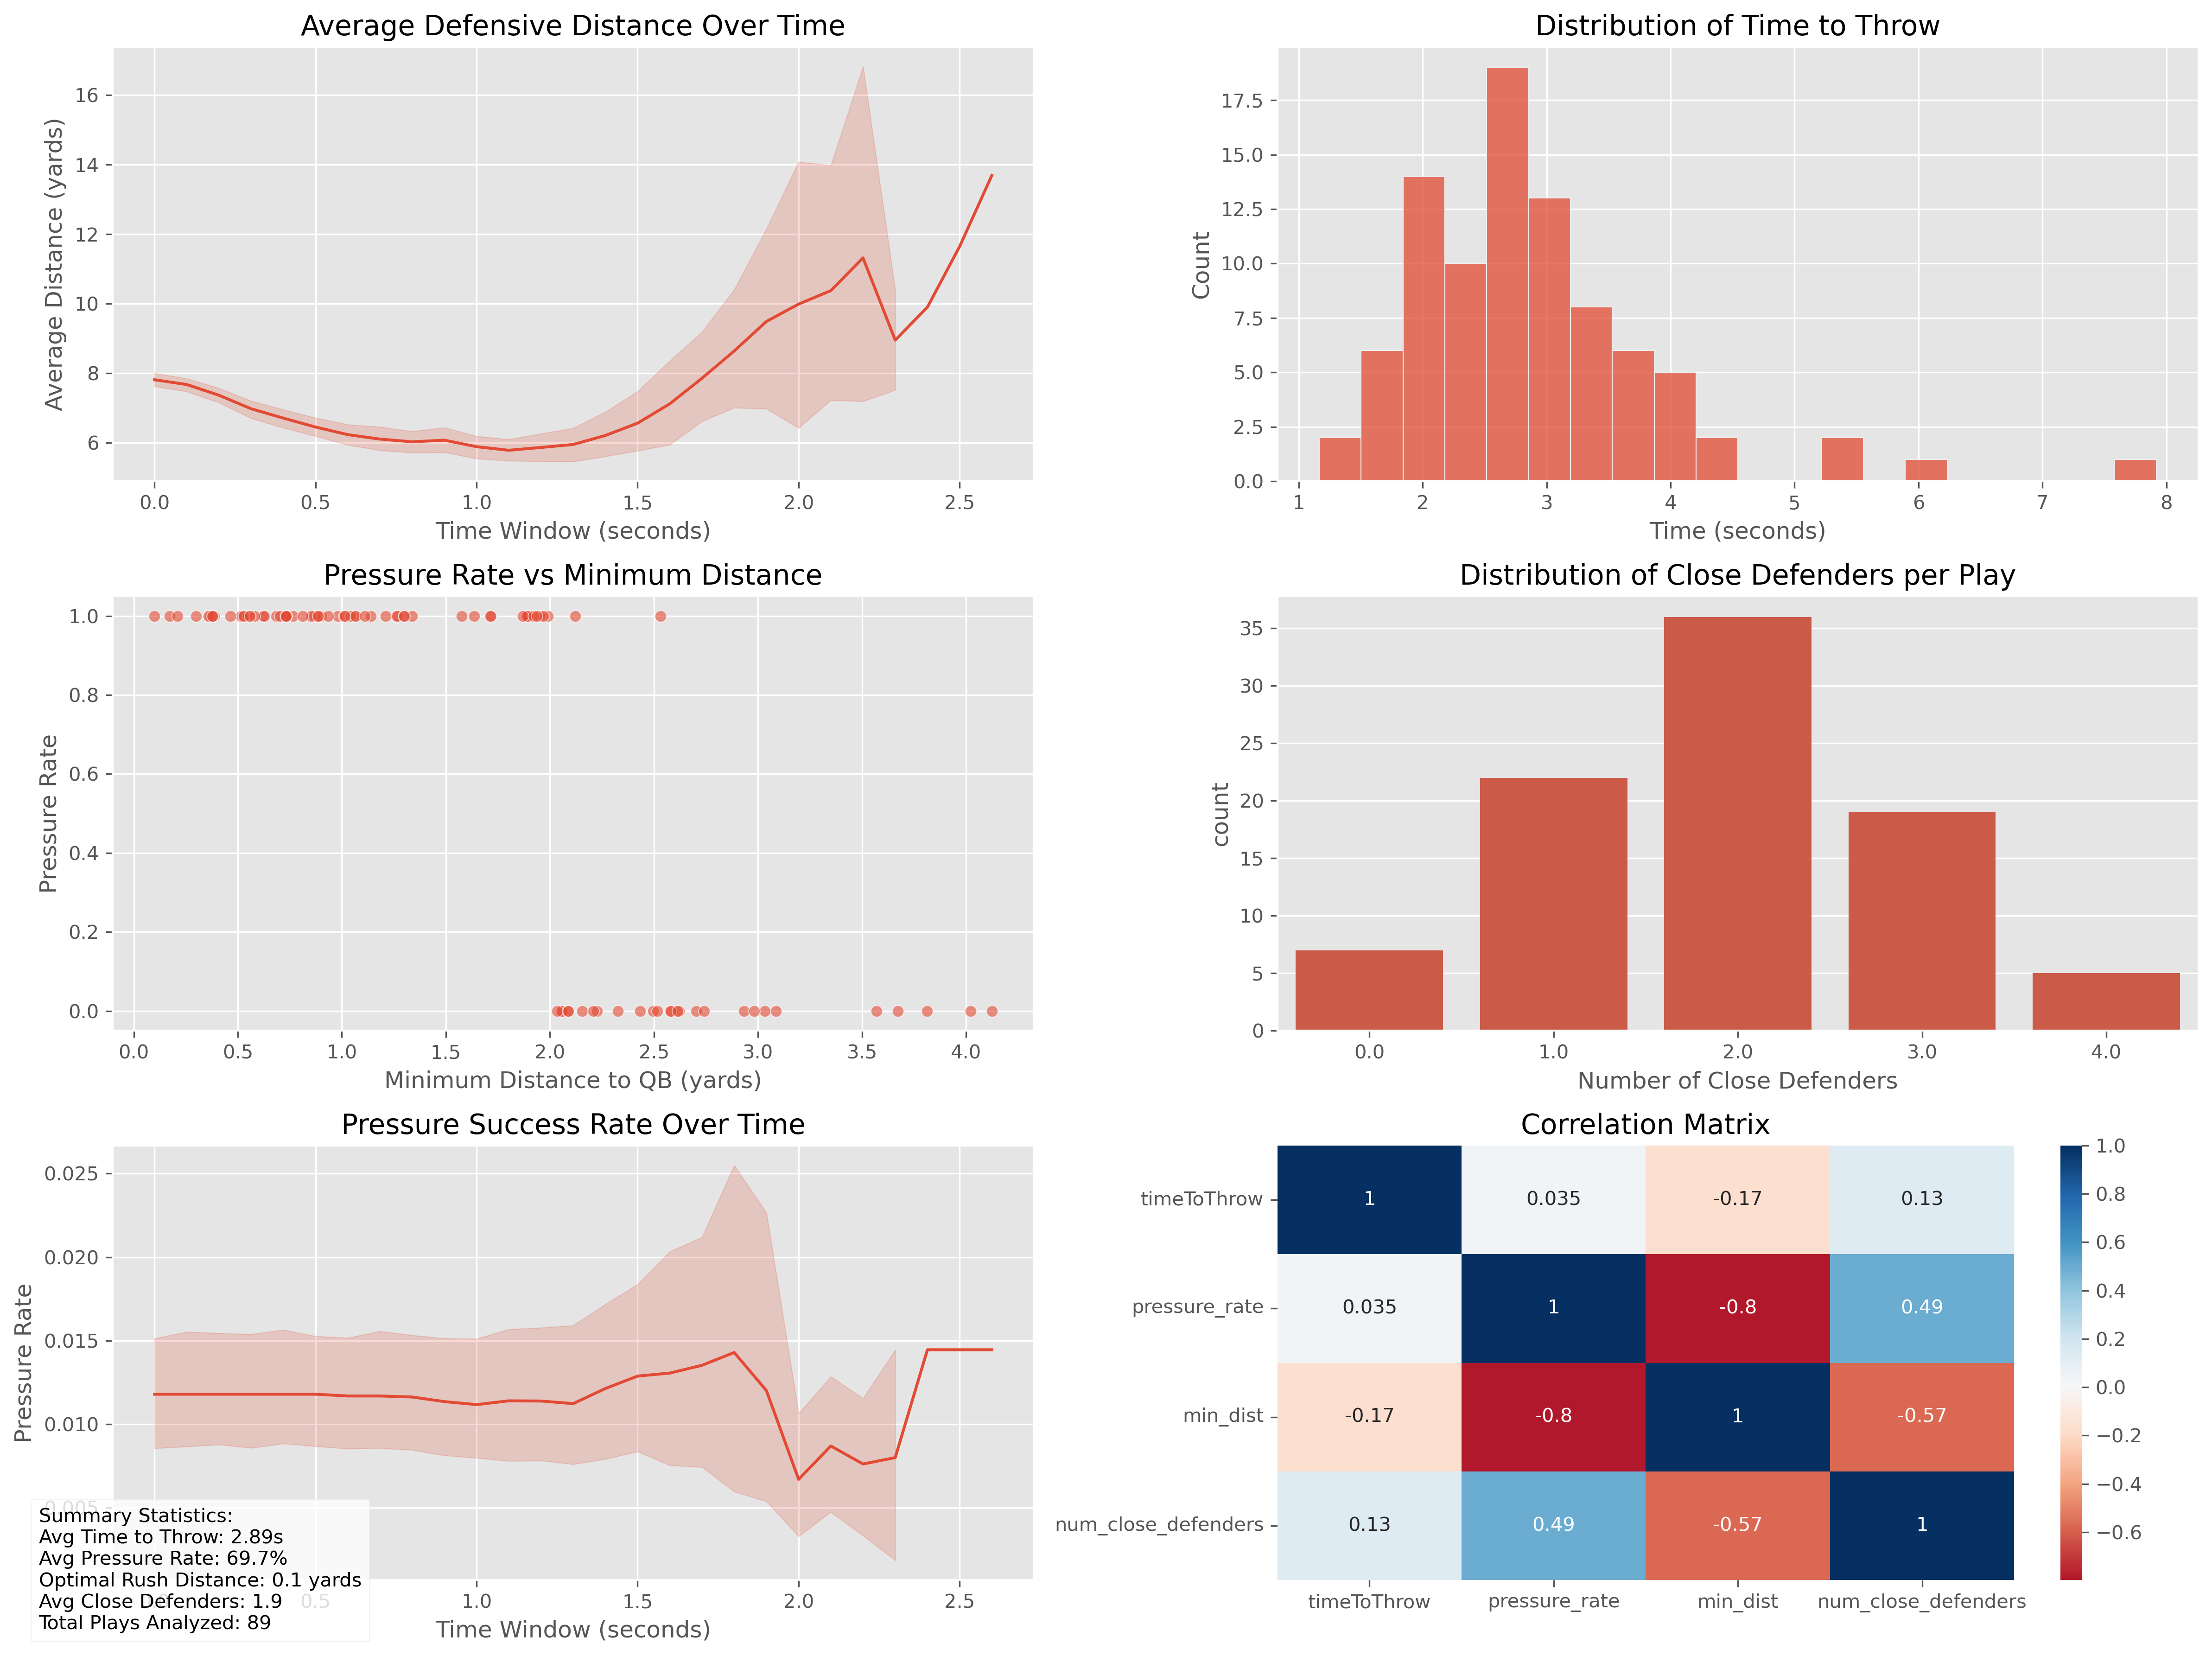 Average Defensive Distance Over Time
16
14
12
10
8
6
Average Distance (yards)
0.0 0.5 1.0 1.5 2.0 2.5
Time Window (seconds)
Distribution of Time to Throw
17.5
15.0
12.5
10.0
7.5
5.0
2.5
0.0
Count
1 2 3 4 5 6 7 8
Time (seconds)
Pressure Rate vs Minimum Distance
1.0
0.8
0.6
0.4
0.2
0.0
Pressure Rate
0.0 0.5 1.0 1.5 2.0 2.5 3.0 3.5 4.0
Minimum Distance to QB (yards)
Distribution of Close Defenders per Play
35
30
25
20
15
10
5
0
count
0.0 1.0 2.0 3.0 4.0
Number of Close Defenders
Pressure Success Rate Over Time
0.025
0.020
0.015
0.010
0.005
Pressure Rate
0.5 1.0 1.5 2.0 2.5
Time Window (seconds)
Summary Statistics:
Avg Time to Throw: 2.89s
Avg Pressure Rate: 69.7%
Optimal Rush Distance: 0.1 yards
Avg Close Defenders: 1.9
Total Plays Analyzed: 89
Correlation Matrix
timeToThrow 1 0.035 -0.17 0.13
pressure_rate 0.035 1 -0.8 0.49
min_dist -0.17 -0.8 1 -0.57
num_close_defenders 0.13 0.49 -0.57 1
timeToThrow pressure_rate min_dist num_close_defenders
1.0
0.8
0.6
0.4
0.2
0.0
−0.2
−0.4
−0.6